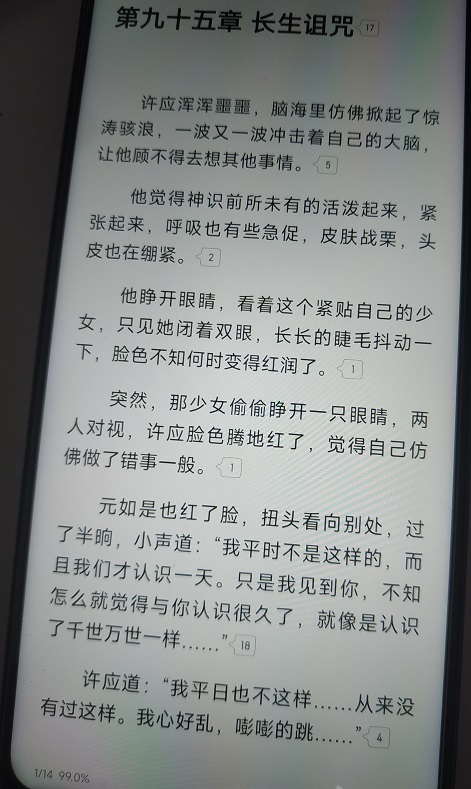 第九十五章 长生诅咒 17
许应浑浑噩噩，脑海里仿佛掀起了惊
涛骇浪，一波又一波冲击着自己的大脑，
让他顾不得去想其他事情。 5
他觉得神识前所未有的活泼起来，紧
张起来，呼吸也有些急促，皮肤战栗，头
皮也在绷紧。 2
他睁开眼睛，看着这个紧贴自己的少
女，只见她闭着双眼，长长的睫毛抖动一
下，脸色不知何时变得红润了。 1
突然，那少女偷偷睁开一只眼睛，两
人对视，许应脸色腾地红了，觉得自己仿
佛做了错事一般。 1
元如是也红了脸，扭头看向别处，过
了半晌，小声道：“我平时不是这样的，而
且我们才认识一天。只是我见到你，不知
怎么就觉得与你认识很久了，就像是认识
了千世万世一样……” 18
许应道：“我平日也不这样……从来没
有过这样。我心好乱，嘭嘭的跳……” 4
1/14 99.0%